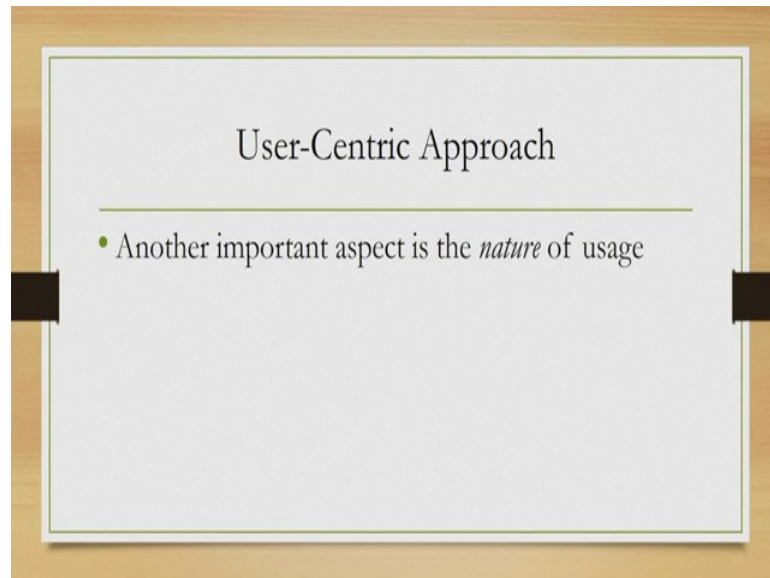 User-Centric Approach
• Another important aspect is the nature of usage